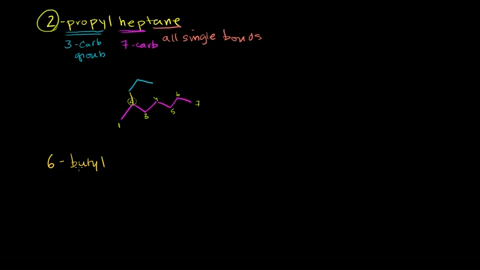 2-propyl heptane
3-carb 7-carb all single bonds
group
2 4 6 7
1 3 5
6-butyl